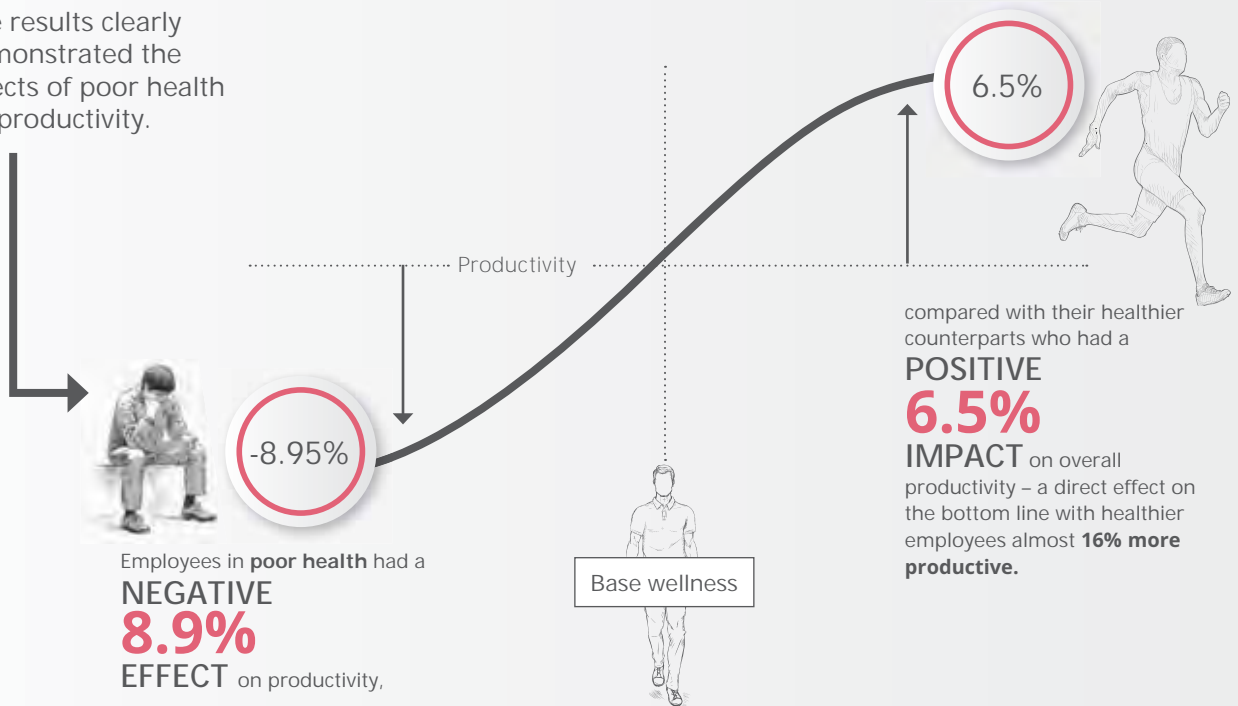 results clearly
the
of poor health
productivity.
6.5%
Productivity
-8.95%
Employees in poor health had a
NEGATIVE
8.9%
EFFECT on productivity,
Base wellness
compared with their healthier
counterparts who had a
POSITIVE
6.5%
IMPACT on overall
productivity – a direct effect on
the bottom line with healthier
employees almost 16% more
productive.